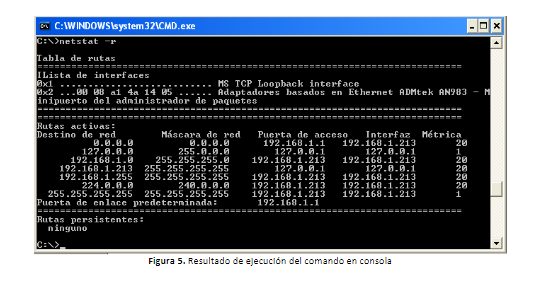 C:\WINDOWS\system32\CMD.exe
C:\>netstat -r
Tabla de rutas
===========================================================================
ILista de interfaces
0x1 ........................... MS TCP Loopback interface
0x2 ...00 08 a1 4a 14 05 ...... Adaptadores basados en Ethernet ADMtek AN983 - M
inipuerto del administrador de paquetes
===========================================================================
===========================================================================
Rutas activas:
Destino de red Máscara de red Puerta de acceso Interfaz Métrica
0.0.0.0 0.0.0.0 192.168.1.1 192.168.1.213 20
127.0.0.0 255.0.0.0 127.0.0.1 127.0.0.1 1
192.168.1.0 255.255.255.0 192.168.1.213 192.168.1.213 20
192.168.1.213 255.255.255.255 127.0.0.1 127.0.0.1 20
192.168.1.255 255.255.255.255 192.168.1.213 192.168.1.213 20
224.0.0.0 240.0.0.0 192.168.1.213 192.168.1.213 20
255.255.255.255 255.255.255.255 192.168.1.213 192.168.1.213 1
Puerta de enlace predeterminada: 192.168.1.1
===========================================================================
Rutas persistentes:
ninguno
C:\>_
Figura 5. Resultado de ejecución del comando en consola